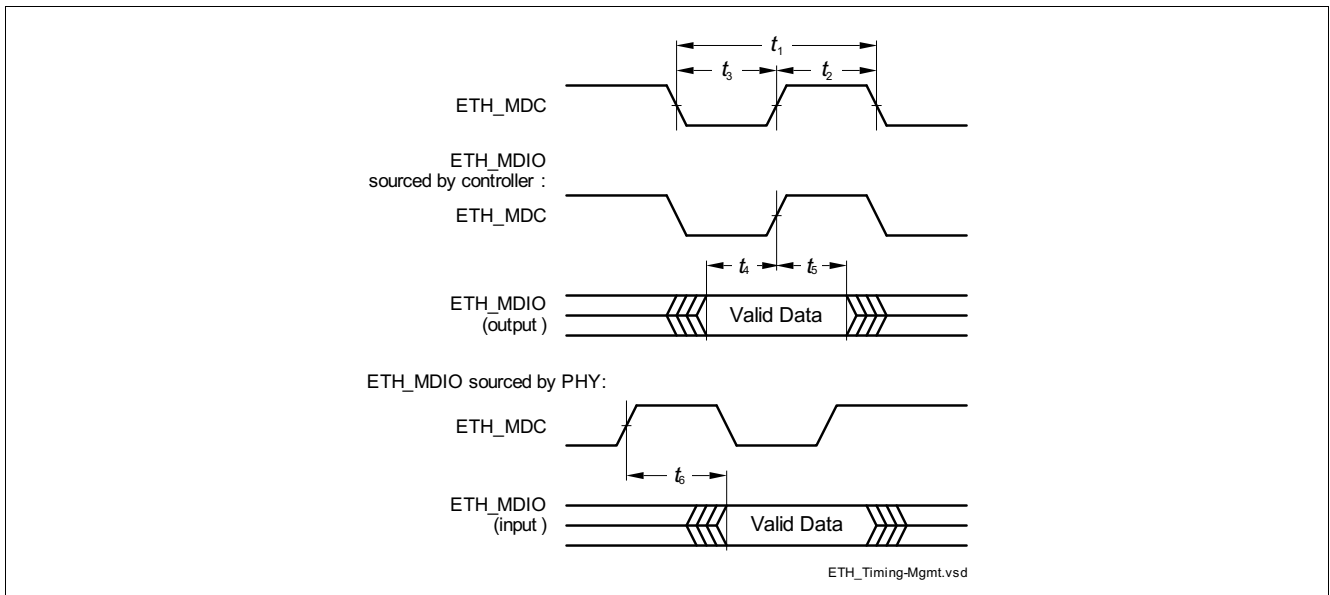 t1
t3
t2
ETH_MDC
ETH_MDIO
sourced by controller :
ETH_MDC
t4
t5
ETH_MDIO
(output )
Valid Data
ETH_MDIO sourced by PHY:
ETH_MDC
t6
ETH_MDIO
(input )
Valid Data
ETH_Timing-Mgmt.vsd